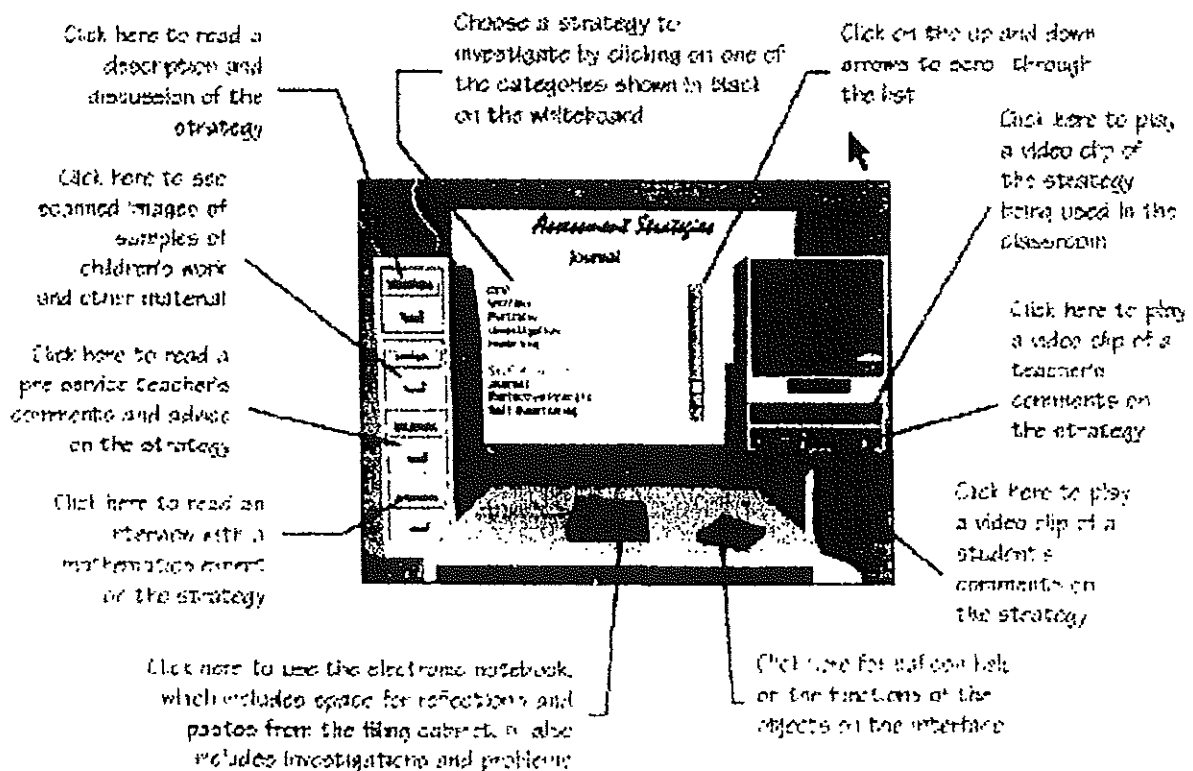 Click here to read a
description and
discussion of the
strategy
Choose a strategy to
investigate by clicking on one of
the categories shown in black
on the whiteboard
Click on the up and down
arrows to through
the list
Click here to see
scanned images of
samples of
children's work
and other material
Click here to read a
pre service teacher's
comments and advice
on the strategy
Click here to read an
interview with a
mathematics expert
on the strategy
Assessment Strategies
Journal
Portfolio
Investigation
Journal
Self Questioning
Click here to play
a video clip of
the strategy
being used in the
classroom
Click here to play
a video clip of a
teacher's
comments on
the strategy
Click here to play
a video clip of a
student's
comments on
the strategy
Click here to use the electronic notebook,
which includes space for reflections and
pastes from the filing cabinet. It also
includes investigations and problems
Click here for balloon help
on the functions of the
objects on the interface